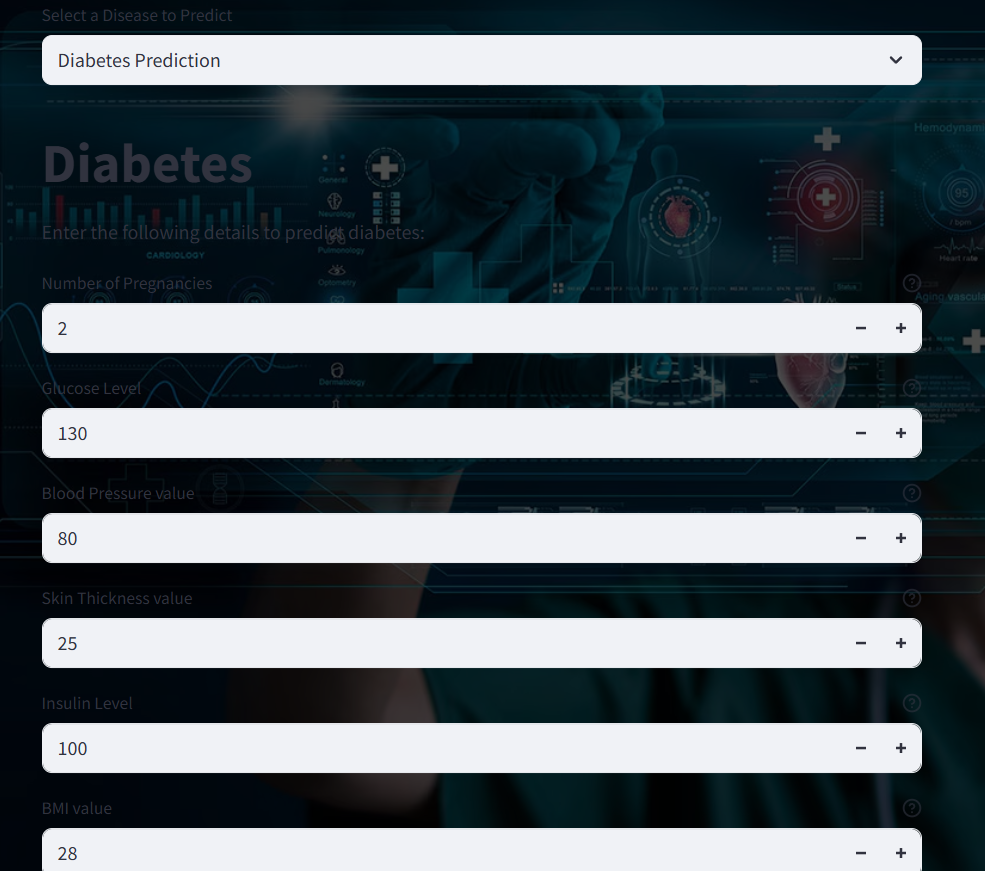 Select a Disease to Predict
Diabetes Prediction
Hemodynam
Diabetes
General
Neurology
95
/ bpm
Enter the following details to predict diabetes:
Pulmonology
CARDIOLOGY
Heart rate
Optometry
Number of Pregnancies
Status
Aging vascula
2
Dermatology
Glucose Level
130
Blood Pressure value
80
Skin Thickness value
25
Insulin Level
100
BMI value
28